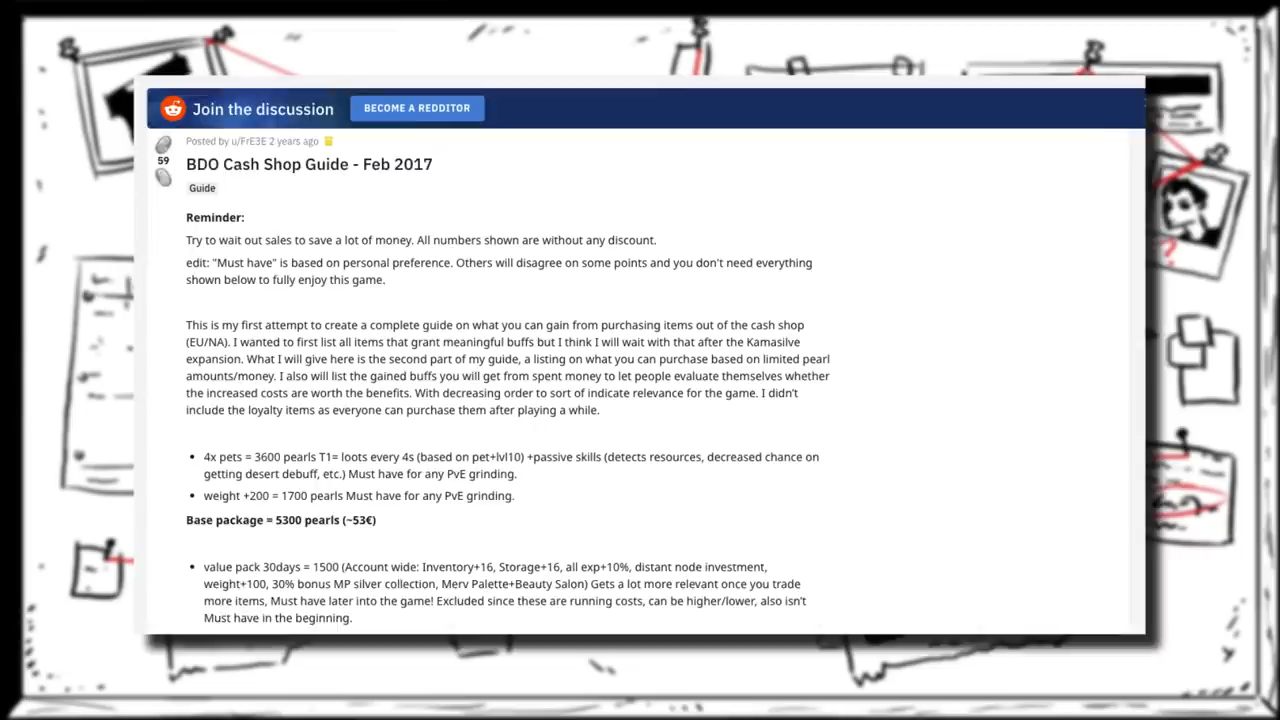 Join the discussion
BECOME A REDDITOR
Posted by u/FrE3E 2 years ago
59
BDO Cash Shop Guide - Feb 2017
Guide
Reminder:
Try to wait out sales to save a lot of money. All numbers shown are without any discount.
edit: "Must have" is based on personal preference. Others will disagree on some points and you don't need everything
shown below to fully enjoy this game.
This is my first attempt to create a complete guide on what you can gain from purchasing items out of the cash shop
(EU/NA). I wanted to first list all items that grant meaningful buffs but I think I will wait with that after the Kamasilve
expansion. What I will give here is the second part of my guide, a listing on what you can purchase based on limited pearl
amounts/money. I also will list the gained buffs you will get from spent money to let people evaluate themselves whether
the increased costs are worth the benefits. With decreasing order to sort of indicate relevance for the game. I didn't
include the loyalty items as everyone can purchase them after playing a while.
• 4x pets = 3600 pearls T1= loots every 4s (based on pet+lvl10) +passive skills (detects resources, decreased chance on
getting desert debuff, etc.) Must have for any PvE grinding.
• weight +200 = 1700 pearls Must have for any PvE grinding.
Base package = 5300 pearls (~53€)
• value pack 30days = 1500 (Account wide: Inventory+16, Storage+16, all exp+10%, distant node investment,
weight+100, 30% bonus MP silver collection, Merv Palette+Beauty Salon) Gets a lot more relevant once you trade
more items, Must have later into the game! Excluded since these are running costs, can be higher/lower, also isn't
Must have in the beginning.
?